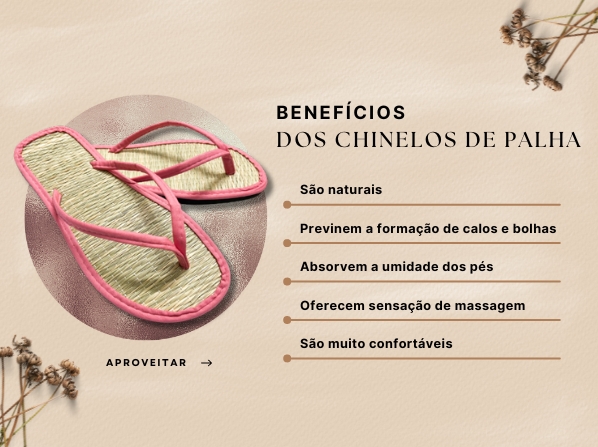 BENEFÍCIOS
DOS CHINELOS DE PALHA
São naturais
Previnem a formação de calos e bolhas
Absorvem a umidade dos pés
Oferecem sensação de massagem
São muito confortáveis
APROVEITAR →